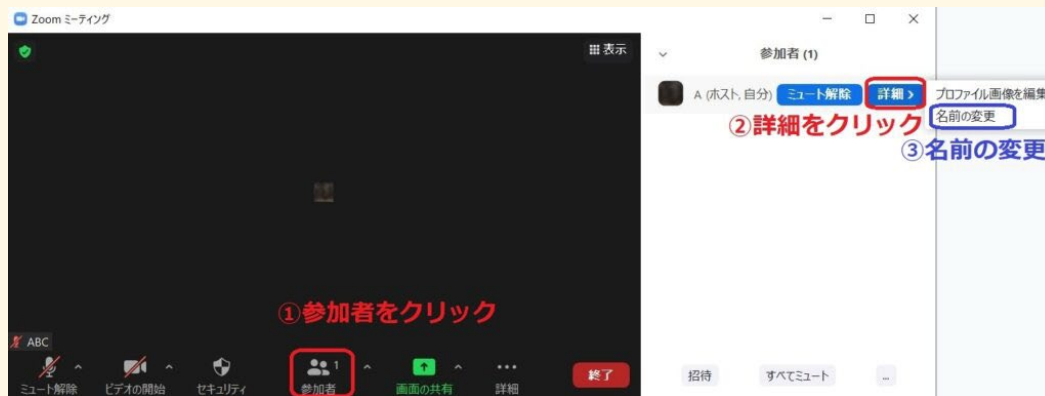 Zoom ミーティング
表示
参加者 (1)
A (ホスト, 自分) ミュート解除 詳細 >
プロファイル画像を編集
名前の変更
②詳細をクリック
③名前の変更
①参加者をクリック
ABC
ミュート解除 ビデオの開始 セキュリティ 参加者 1 画面の共有 詳細 終了
招待 すべてミュート ...